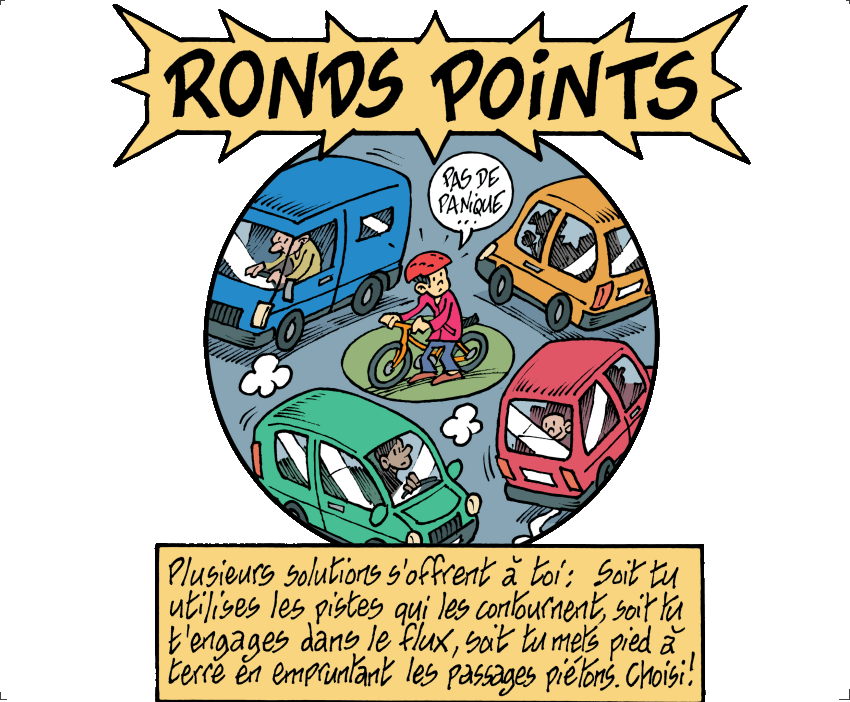 RONDS POiNTS
PAS DE
PANiQUE
...
Plusieurs solutions s'offrent à toi : Soit tu
utilises les pistes qui les contournent, soit tu
t'engages dans le flux, soit tu mets pied à
terre en empruntant les passages piétons. Choisi !